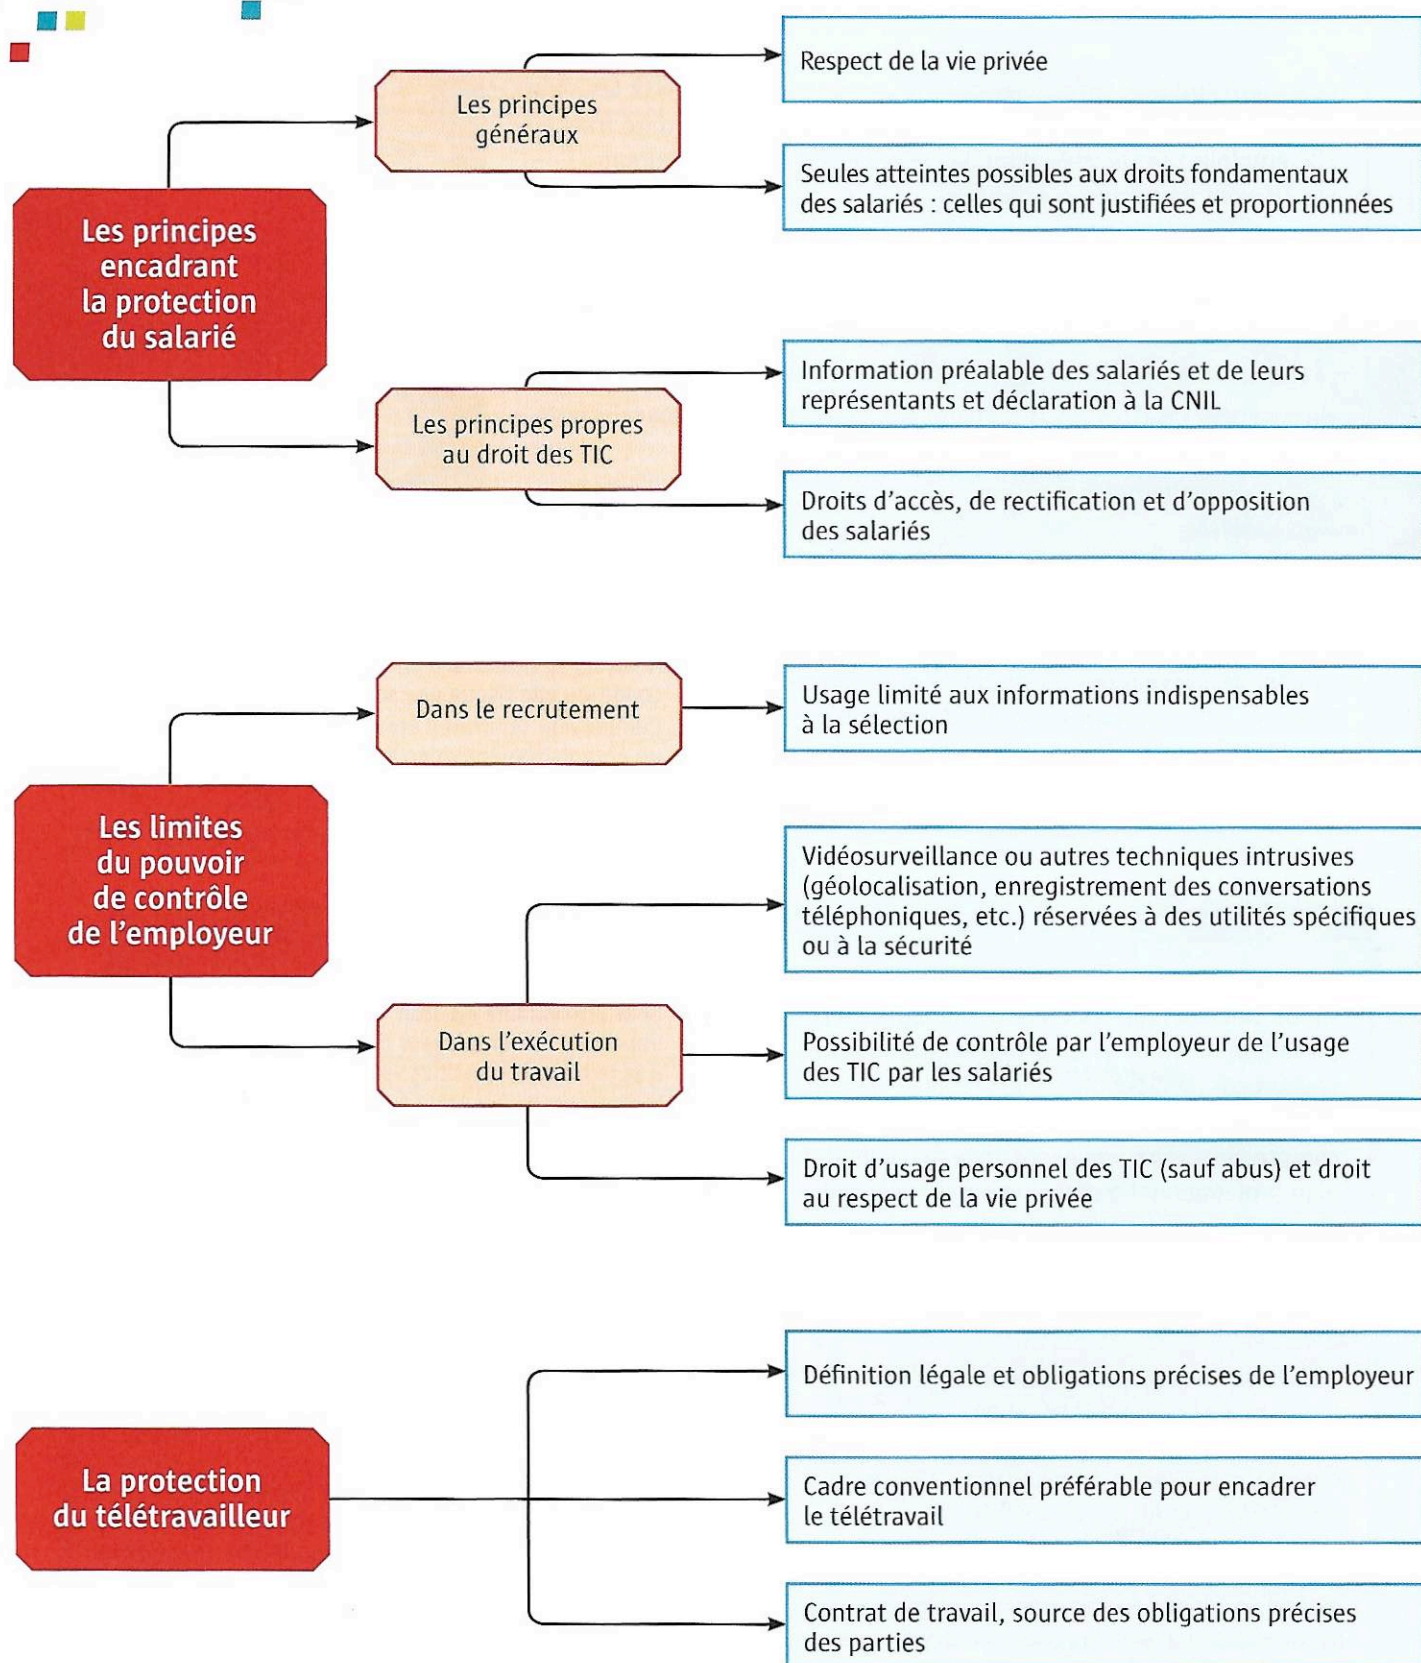 Les principes
généraux
Respect de la vie privée
Seules atteintes possibles aux droits fondamentaux
des salariés : celles qui sont justifiées et proportionnées
Les principes
encadrant
la protection
du salarié
Les principes propres
au droit des TIC
Information préalable des salariés et de leurs
représentants et déclaration à la CNIL
Droits d’accès, de rectification et d’opposition
des salariés
Les limites
du pouvoir
de contrôle
de l’employeur
Dans le recrutement
Usage limité aux informations indispensables
à la sélection
Dans l’exécution
du travail
Vidéosurveillance ou autres techniques intrusives
(géolocalisation, enregistrement des conversations
téléphoniques, etc.) réservées à des utilités spécifiques
ou à la sécurité
Possibilité de contrôle par l’employeur de l’usage
des TIC par les salariés
Droit d’usage personnel des TIC (sauf abus) et droit
au respect de la vie privée
La protection
du télétravailleur
Définition légale et obligations précises de l’employeur
Cadre conventionnel préférable pour encadrer
le télétravail
Contrat de travail, source des obligations précises
des parties